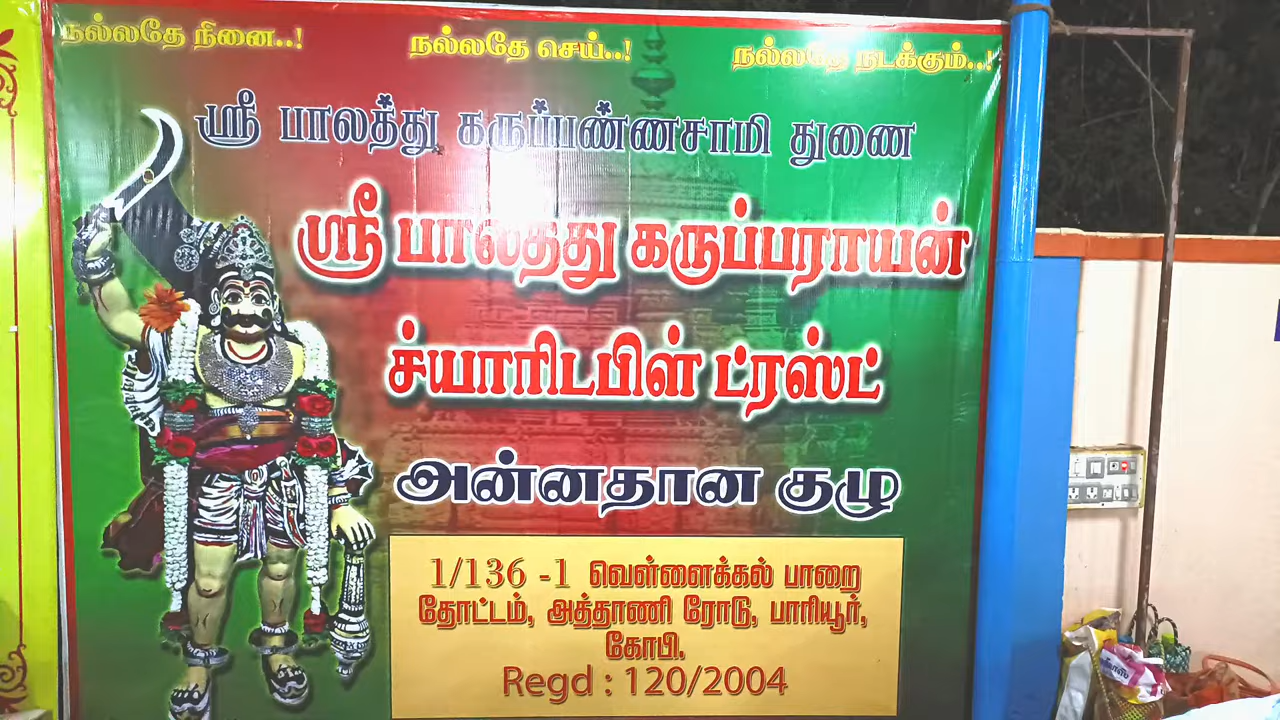 நல்லதே நினை..! நல்லதே செய்..! நல்லதே நடக்கும்..!
ஸ்ரீ பாலத்து கருப்பண்ணசாமி துணை
ஸ்ரீ பாலத்து கருப்பராயன்
ச்யாரிடபிள் ட்ரஸ்ட்
அன்னதான குழு
1/136 -1 வெள்ளைக்கல் பாறை
தோட்டம், அத்தாணி ரோடு, பாரியூர்,
கோபி.
Regd : 120/2004